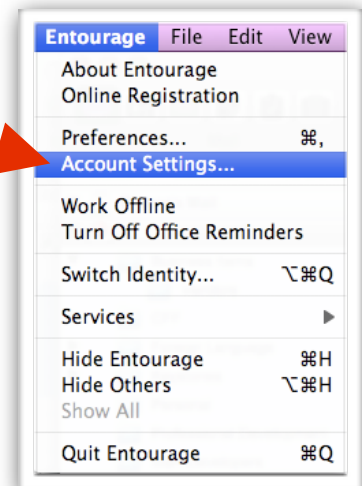 Entourage File Edit View
About Entourage
Online Registration
Preferences... ⌘,
Account Settings...
Work Offline
Turn Off Office Reminders
Switch Identity... ⌥⌘Q
Services ▶
Hide Entourage ⌘H
Hide Others ⌥⌘H
Show All
Quit Entourage ⌘Q